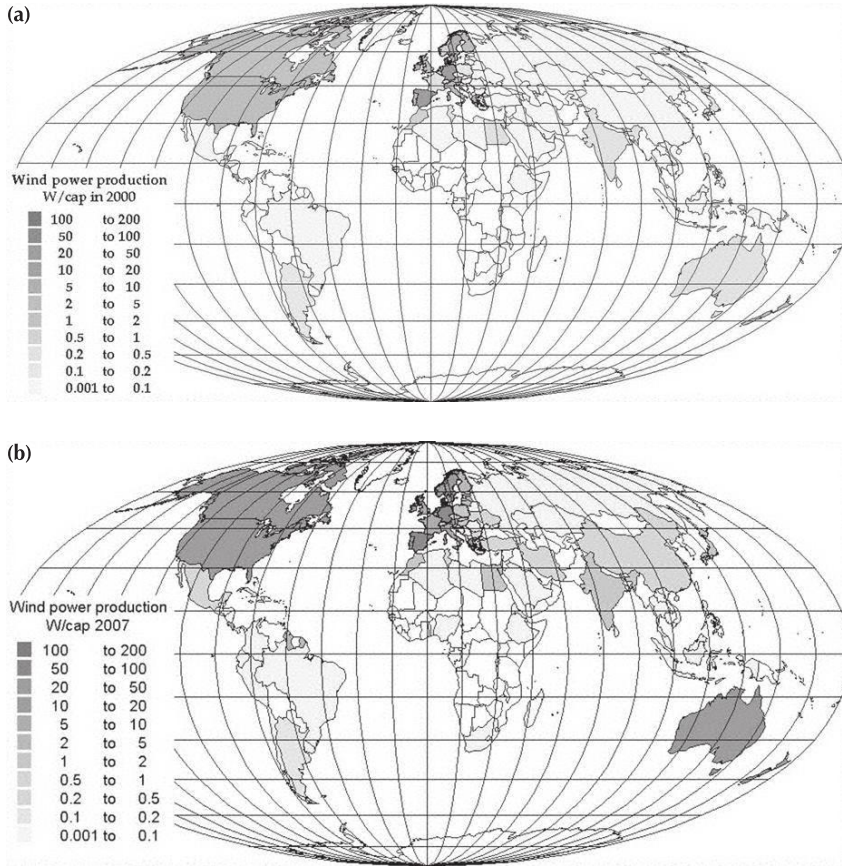 (a)
Wind power production
W/cap in 2000
100 to 200
50 to 100
20 to 50
10 to 20
5 to 10
2 to 5
1 to 2
0.5 to 1
0.2 to 0.5
0.1 to 0.2
0.001 to 0.1
(b)
Wind power production
W/cap 2007
100 to 200
50 to 100
20 to 50
10 to 20
5 to 10
2 to 5
1 to 2
0.5 to 1
0.2 to 0.5
0.1 to 0.2
0.001 to 0.1